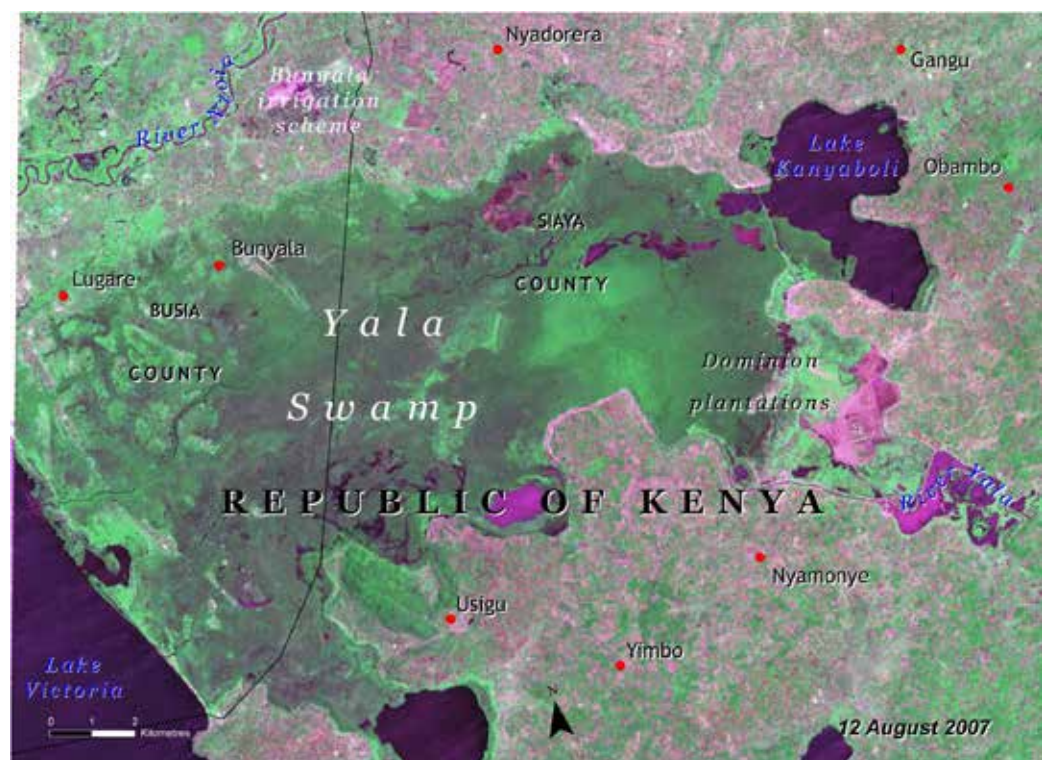 Nyadorera
Gangu
River Nzoia
Bunyala
irrigation
scheme
Lake
Kanyaboli
Obambo
SIAYA
COUNTY
Bunyala
Lugare
BUSIA
COUNTY
Yala
Swamp
Dominion
plantations
REPUBLIC OF KENYA
River Yala
Nyamonye
Usigu
Yimbo
Lake
Victoria
N
0 1 2
Kilometres
12 August 2007